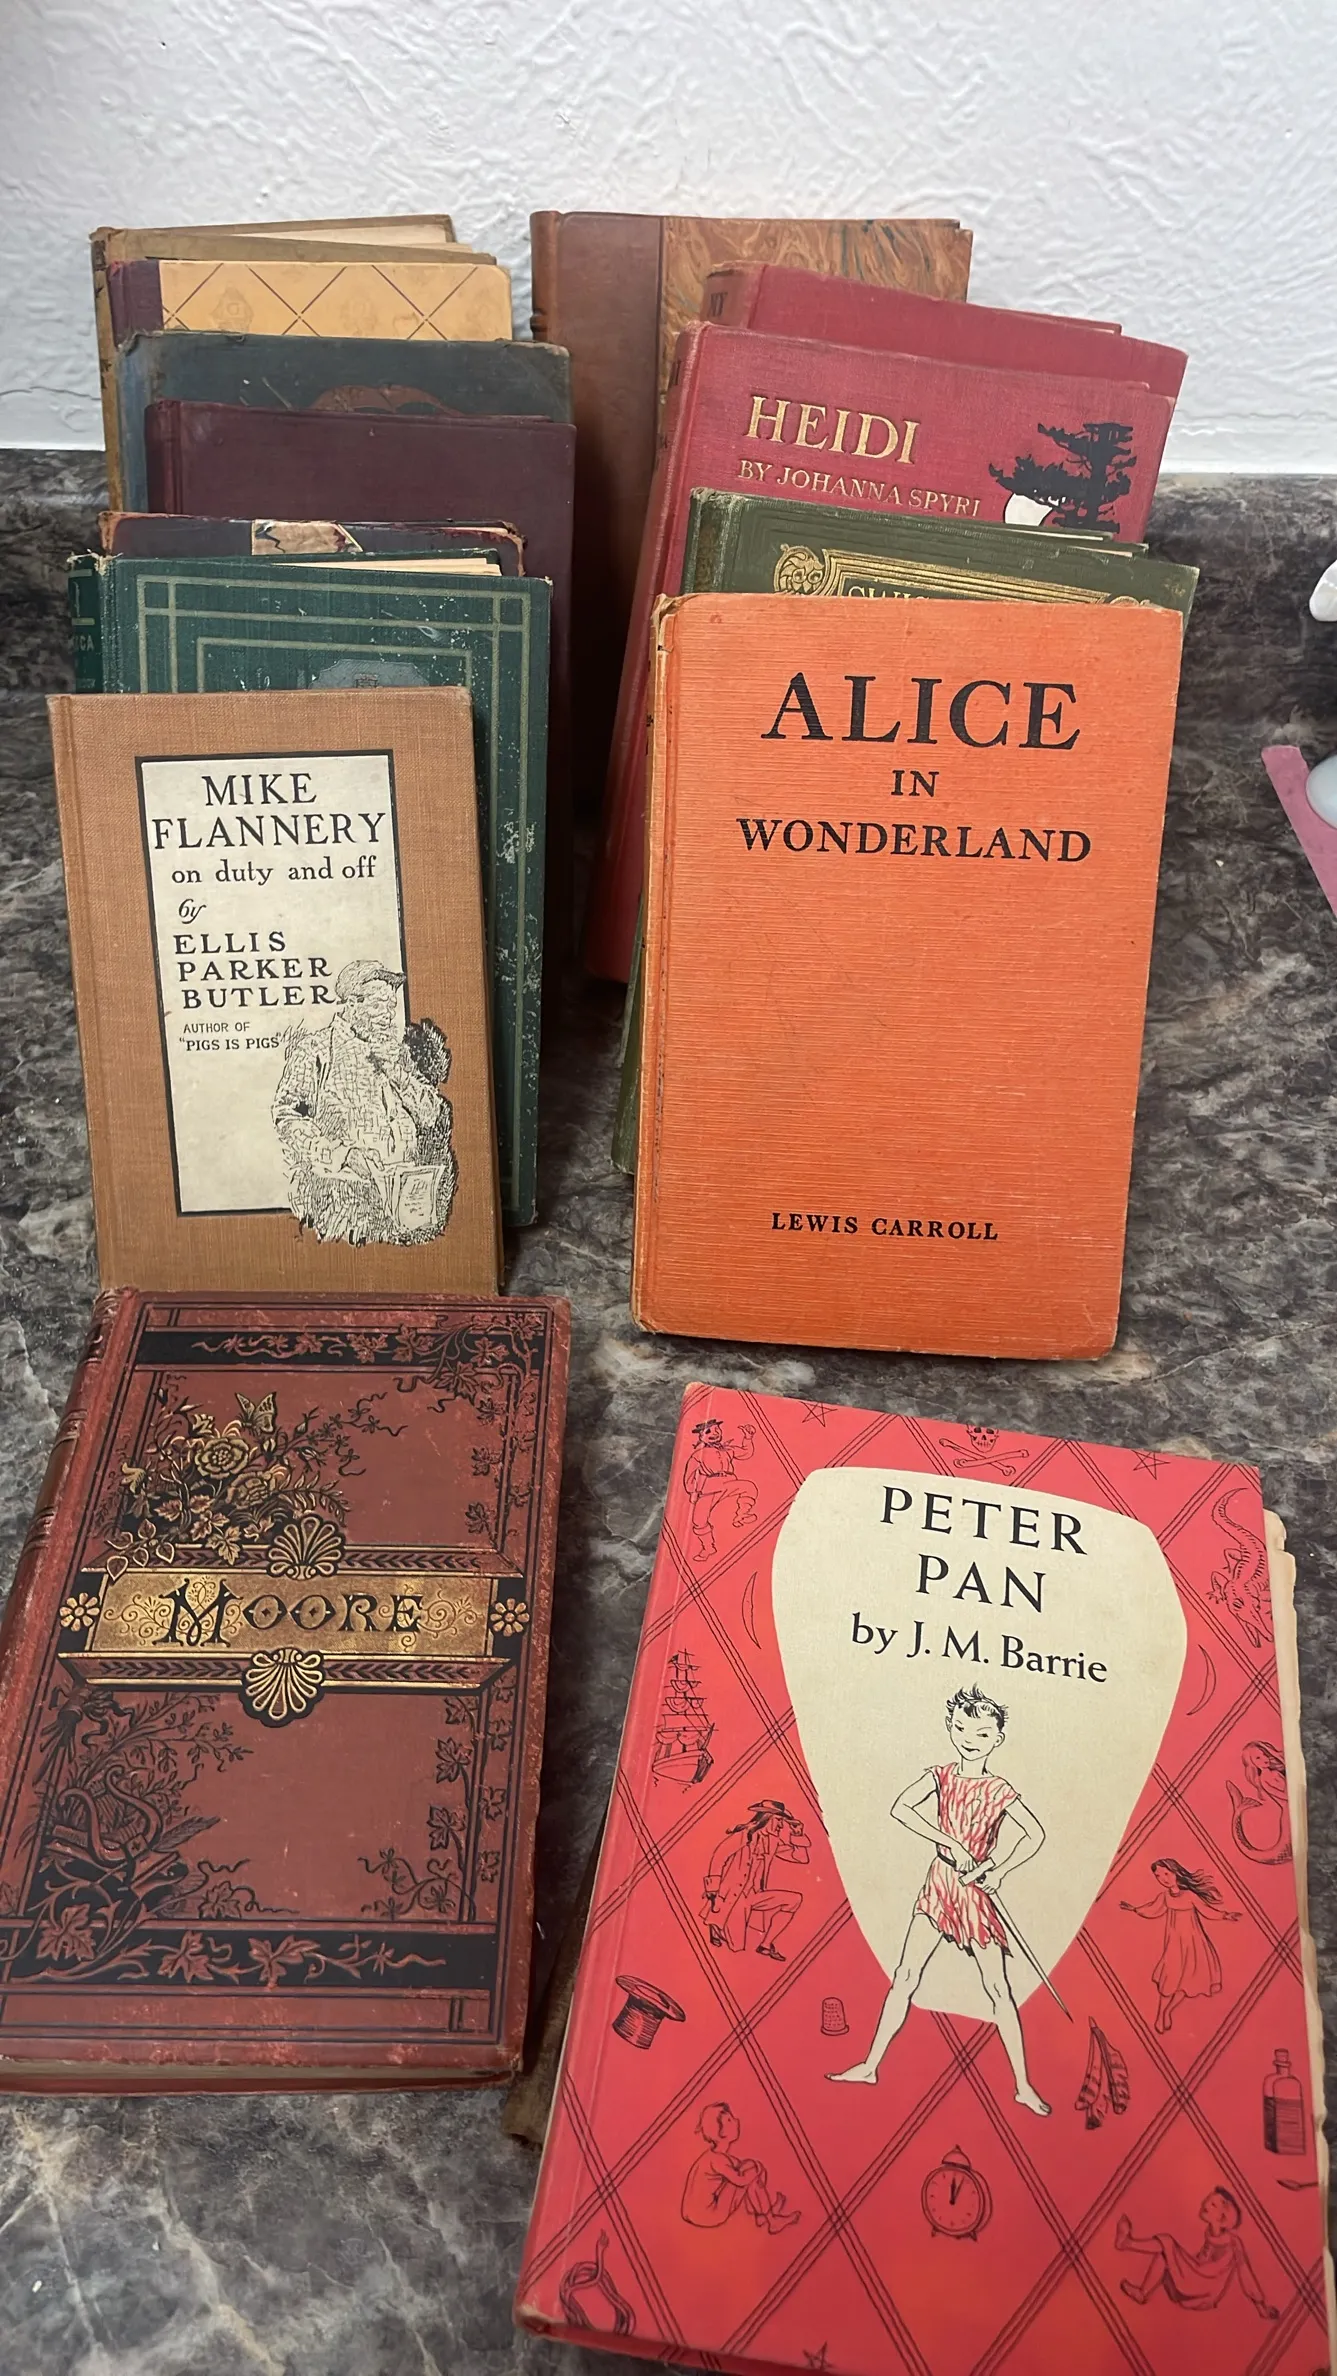 HEIDI
BY JOHANNA SPYRI
ALICE
IN
WONDERLAND
LEWIS CARROLL
MIKE
FLANNERY
on duty and off
by
ELLIS
PARKER
BUTLER
AUTHOR OF
"PIGS IS PIGS"
MOORE
PETER
PAN
by J. M. Barrie